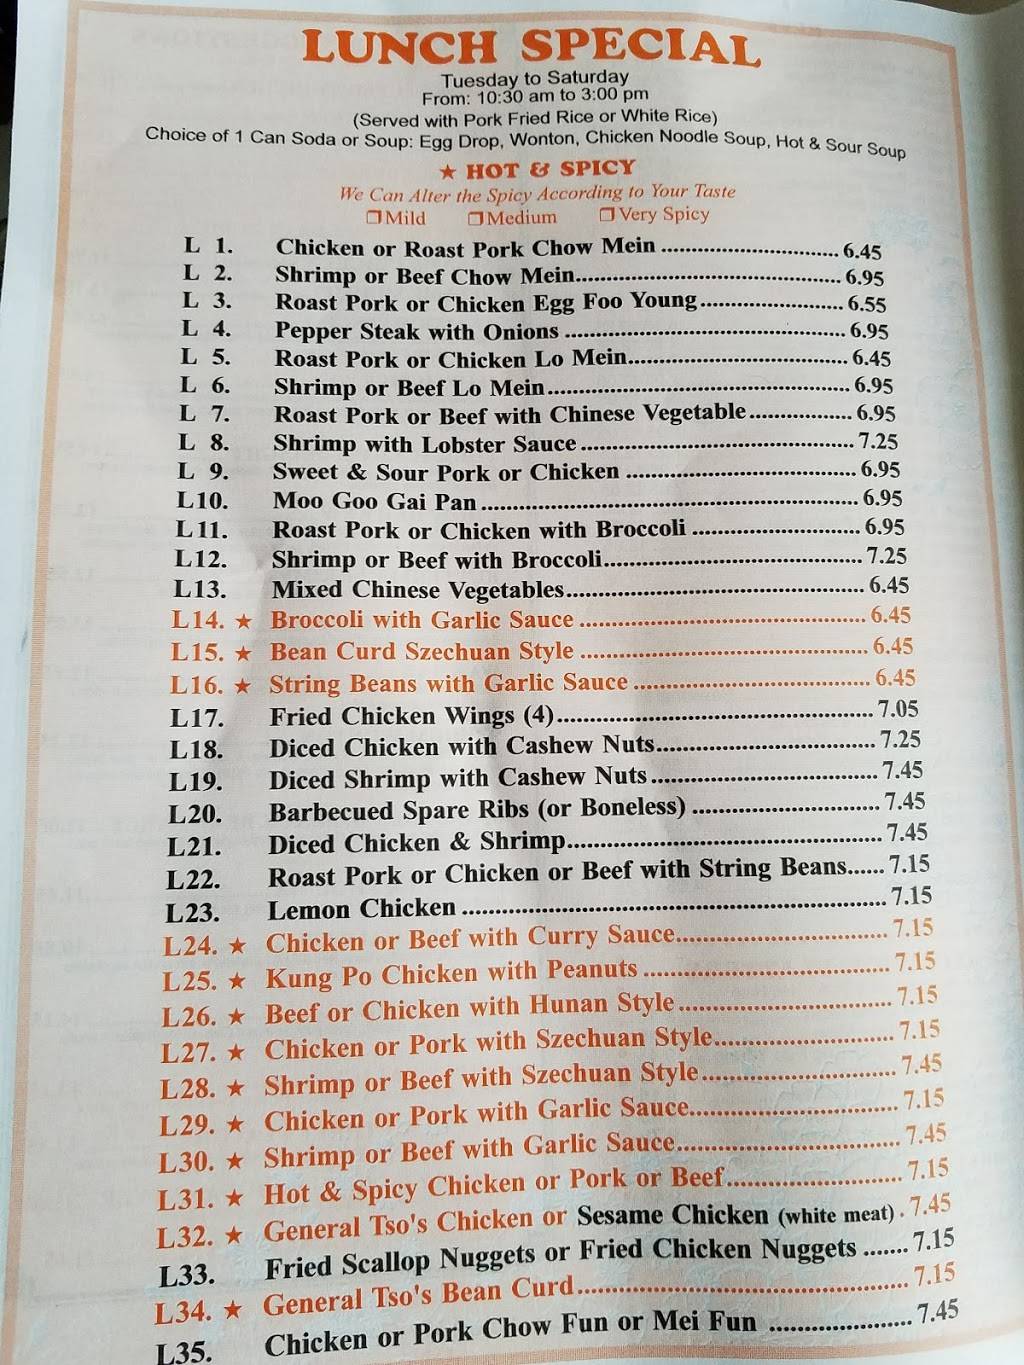 LUNCH SPECIAL
Tuesday to Saturday
From: 10:30 am to 3:00 pm
(Served with Pork Fried Rice or White Rice)
Choice of 1 Can Soda or Soup: Egg Drop, Wonton, Chicken Noodle Soup, Hot & Sour Soup
★ HOT & SPICY
We Can Alter the Spicy According to Your Taste
❒ Mild ❒ Medium ❒ Very Spicy
L 1. Chicken or Roast Pork Chow Mein 6.45
L 2. Shrimp or Beef Chow Mein 6.95
L 3. Roast Pork or Chicken Egg Foo Young 6.55
L 4. Pepper Steak with Onions 6.95
L 5. Roast Pork or Chicken Lo Mein 6.45
L 6. Shrimp or Beef Lo Mein 6.95
L 7. Roast Pork or Beef with Chinese Vegetable 6.95
L 8. Shrimp with Lobster Sauce 7.25
L 9. Sweet & Sour Pork or Chicken 6.95
L10. Moo Goo Gai Pan 6.95
L11. Roast Pork or Chicken with Broccoli 6.95
L12. Shrimp or Beef with Broccoli 7.25
L13. Mixed Chinese Vegetables 6.45
L14. ★ Broccoli with Garlic Sauce 6.45
L15. ★ Bean Curd Szechuan Style 6.45
L16. ★ String Beans with Garlic Sauce 6.45
L17. Fried Chicken Wings (4) 7.05
L18. Diced Chicken with Cashew Nuts 7.25
L19. Diced Shrimp with Cashew Nuts 7.45
L20. Barbecued Spare Ribs (or Boneless) 7.45
L21. Diced Chicken & Shrimp 7.45
L22. Roast Pork or Chicken or Beef with String Beans 7.15
L23. Lemon Chicken 7.15
L24. ★ Chicken or Beef with Curry Sauce 7.15
L25. ★ Kung Po Chicken with Peanuts 7.15
L26. ★ Beef or Chicken with Hunan Style 7.15
L27. ★ Chicken or Pork with Szechuan Style 7.15
L28. ★ Shrimp or Beef with Szechuan Style 7.45
L29. ★ Chicken or Pork with Garlic Sauce 7.15
L30. ★ Shrimp or Beef with Garlic Sauce 7.45
L31. ★ Hot & Spicy Chicken or Pork or Beef 7.15
L32. ★ General Tso's Chicken or Sesame Chicken (white meat) 7.45
L33. Fried Scallop Nuggets or Fried Chicken Nuggets 7.15
L34. ★ General Tso's Bean Curd 7.15
L35. Chicken or Pork Chow Fun or Mei Fun 7.45